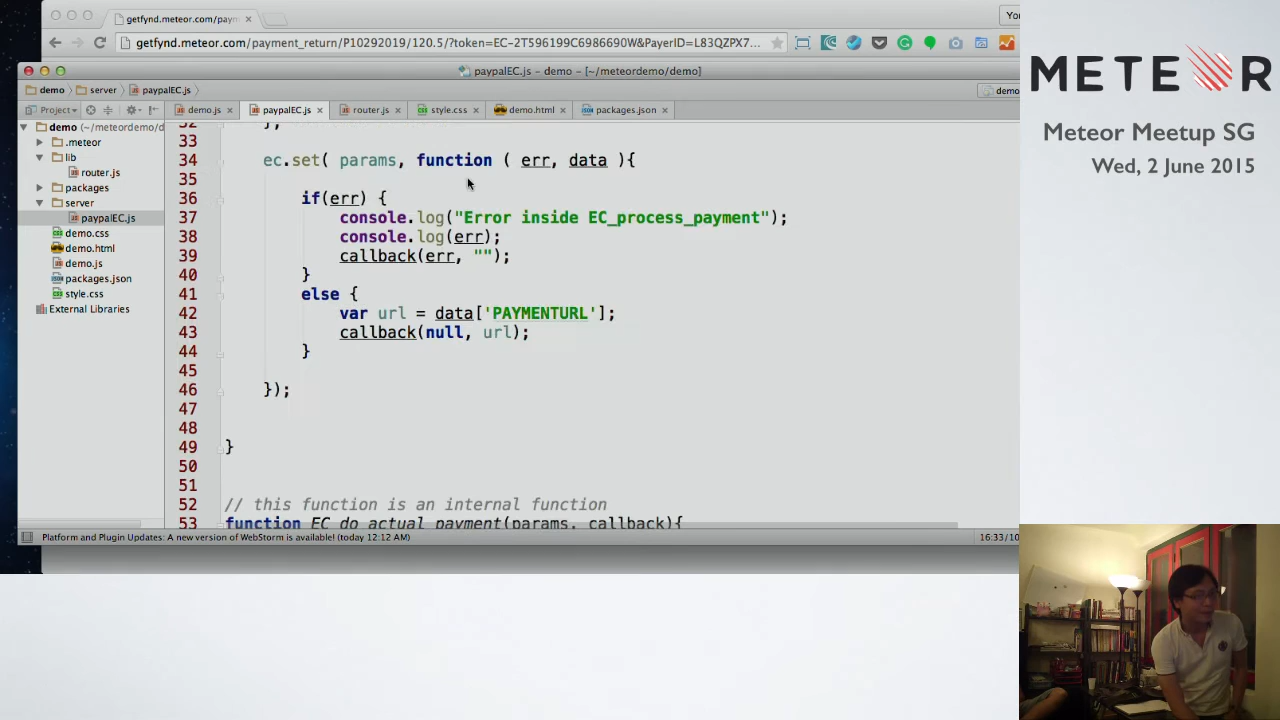 getfynd.meteor.com/paym
You
getfynd.meteor.com/payment_return/P10292019/120.5/?token=EC-2T596199C6986690W&PayerID=L83QZPX7...
paypalEC.js - demo - [~/meteordemo/demo]
demo server paypalEC.js
demo
Project
demo.js paypalEC.js router.js style.css demo.html packages.json
demo (~/meteordemo/d
.meteor
lib
router.js
packages
server
paypalEC.js
demo.css
demo.html
demo.js
packages.json
style.css
External Libraries
32 };
33
34 ec.set( params, function ( err, data ){
35
36 if(err) {
37 console.log("Error inside EC_process_payment");
38 console.log(err);
39 callback(err, "");
40 }
41 else {
42 var url = data['PAYMENTURL'];
43 callback(null, url);
44 }
45
46 });
47
48
49 }
50
51
52 // this function is an internal function
53 function EC_do_actual_payment(params, callback){
Platform and Plugin Updates: A new version of WebStorm is available! (today 12:12 AM)
16:33/10
METEOR
Meteor Meetup SG
Wed, 2 June 2015